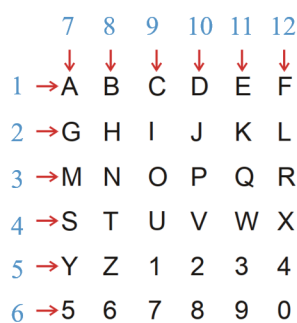 7 8 9 10 11 12
1 → A B C D E F
2 → G H I J K L
3 → M N O P Q R
4 → S T U V W X
5 → Y Z 1 2 3 4
6 → 5 6 7 8 9 0